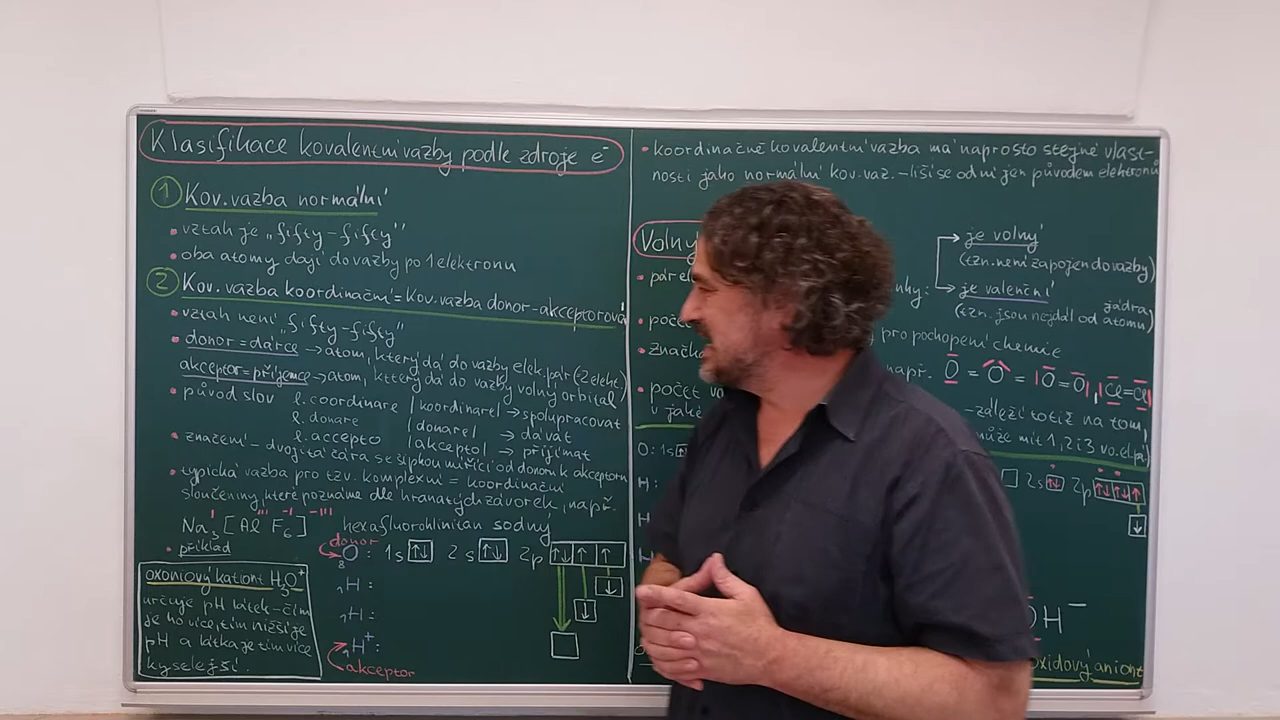 Klasifikace kovalentní vazby podle zdroje e⁻
① Kov. vazba normální
• vztah je „fifty-fifty"
• oba atomy dají do vazby po 1 elektronu
② Kov. vazba koordinační = kov. vazba donor-akceptorová
• vztah není „fifty-fifty"
• donor = dárce → atom, který dá do vazby elek. pár (2 elekt.)
akceptor = příjemce → atom, který dá do vazby volný orbital
• původ slov l. coordinare /koordinare/ → spolupracovat
l. donare /donare/ → dávat
l. accepto /akcepto/ → přijímat
• značení - dvojitá čára se šipkou mířící od donoru k akceptoru
• typická vazba pro tzv. komplexní = koordinační
sloučeniny, které poznáme dle hranatých závorek, např.
Na₃ᴵ [Alᴵᴵᴵ F₆⁻ᴵ]⁻ᴵᴵᴵ hexafluorohlinitan sodný
• příklad
donor
₈O: 1s ↑↓ 2s ↑↓ 2p ↑↓ ↑ ↑
↓
↓
₁H:
₁H:
₁H⁺:
akceptor
oxoniový kationt H₃O⁺
určuje pH látek - čím
je ho více, tím nižší je
pH a látka je tím více
kyselejší.
• koordinačně kovalentní vazba má naprosto stejné vlast-
nosti jako normální kov. vaz. - liší se od ní jen původem elektronů
Volný
je volný
(tzn. není zapojen do vazby)
• pár el
nky:
je valenční
(tzn. jsou nejdál od jádra atomu)
• poče
pro pochopení chemie
• značka
např. O = O = |O = O|, |Cl = Cl|
• počet vo
v jaké
- záleží totiž na tom,
může mít 1, 2 i 3 vo. el. p.)
O: 1s ↑
2s ↑↓ 2p ↑↓ ↑↓ ↑
↓
H:
H
H
OH⁻
oxidový aniont